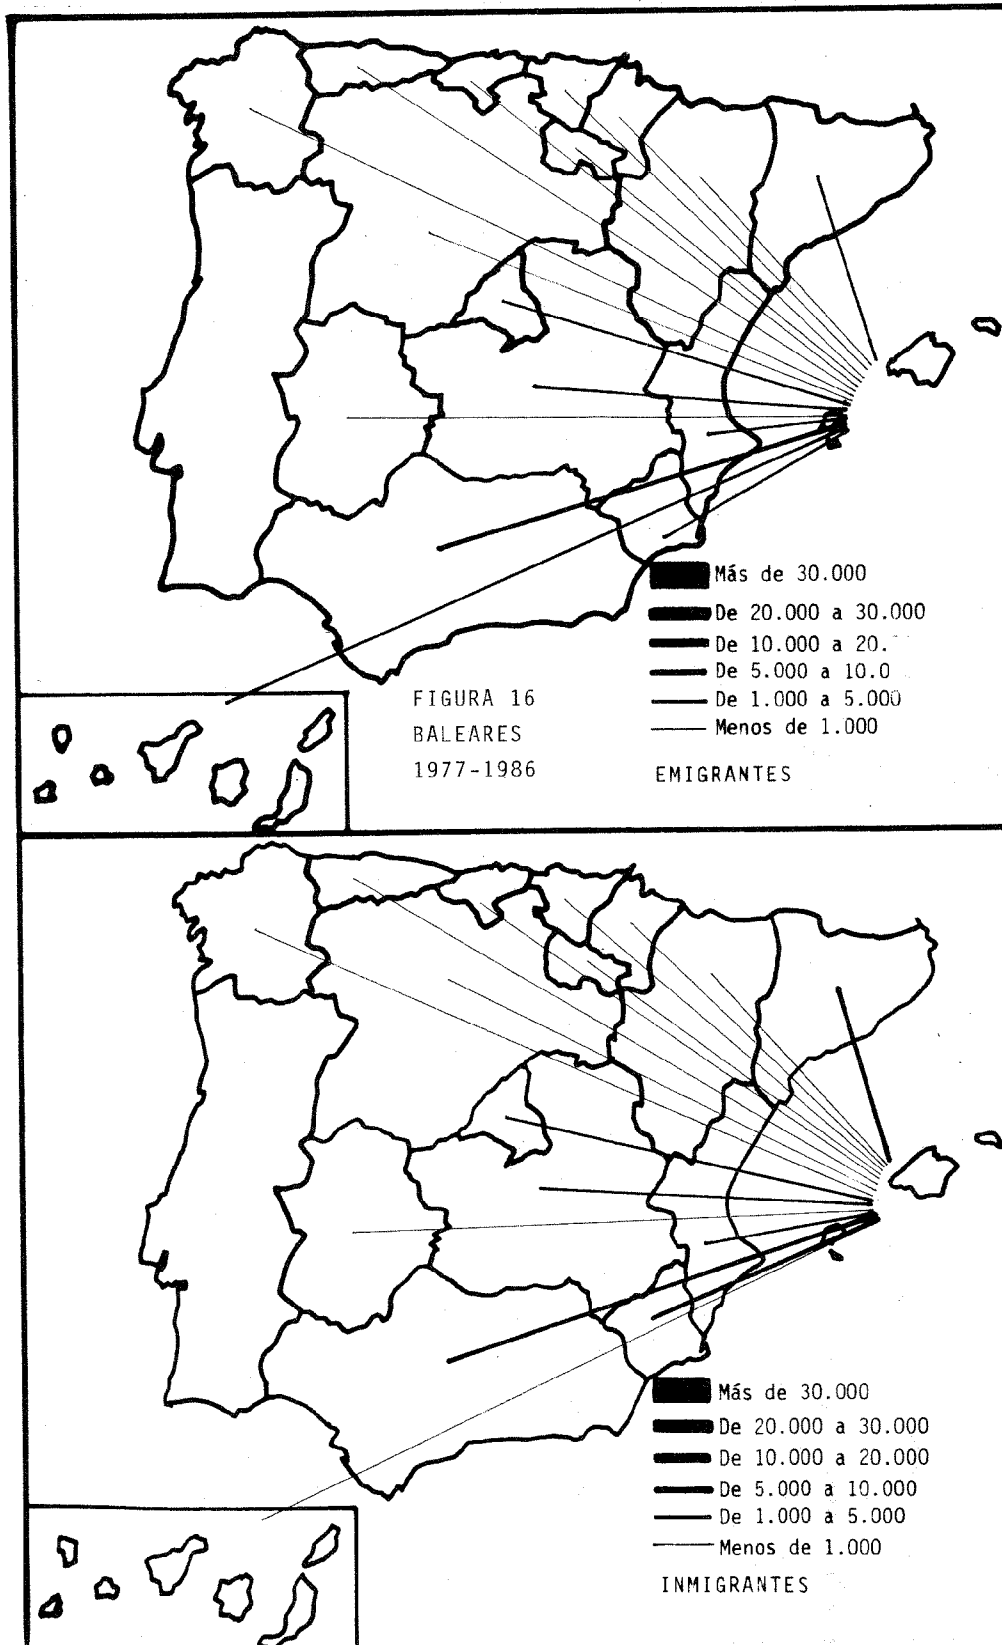 Más de 30.000
De 20.000 a 30.000
De 10.000 a 20.
De 5.000 a 10.0
De 1.000 a 5.000
Menos de 1.000
FIGURA 16
BALEARES
1977-1986
EMIGRANTES
Más de 30.000
De 20.000 a 30.000
De 10.000 a 20.000
De 5.000 a 10.000
De 1.000 a 5.000
Menos de 1.000
INMIGRANTES